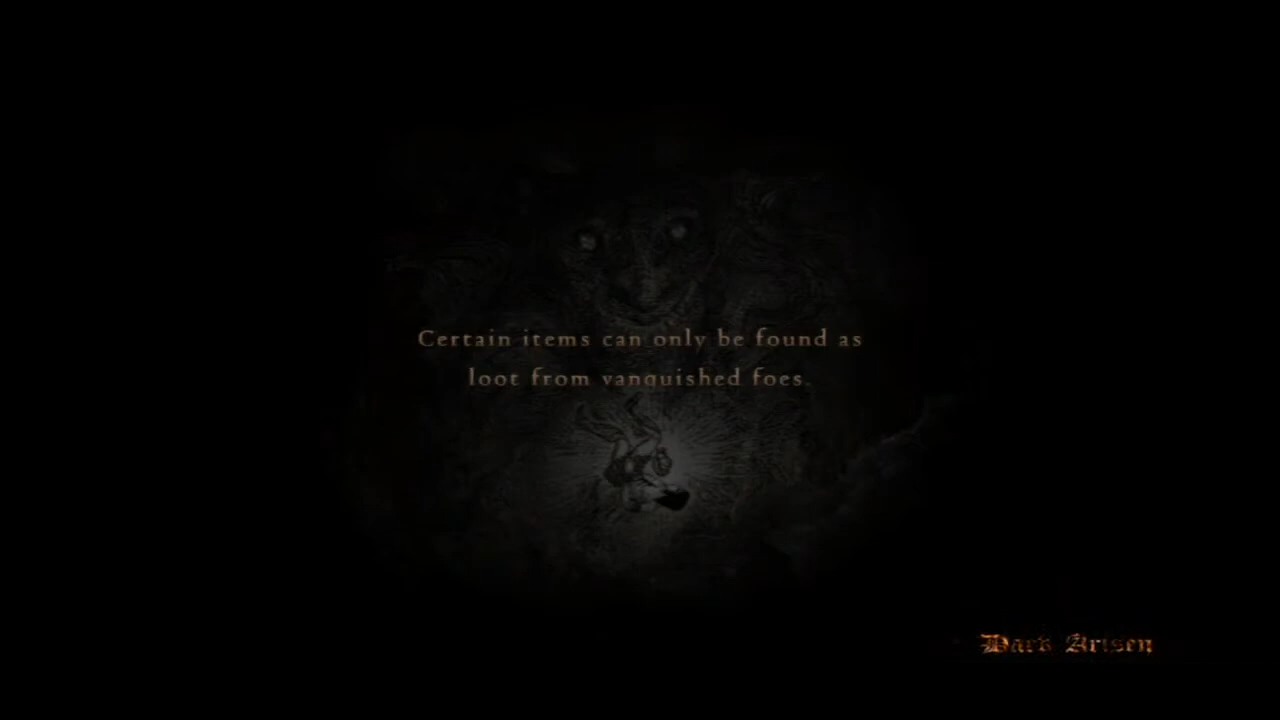 Certain items can only be found as
loot from vanquished foes.
Dark Arisen